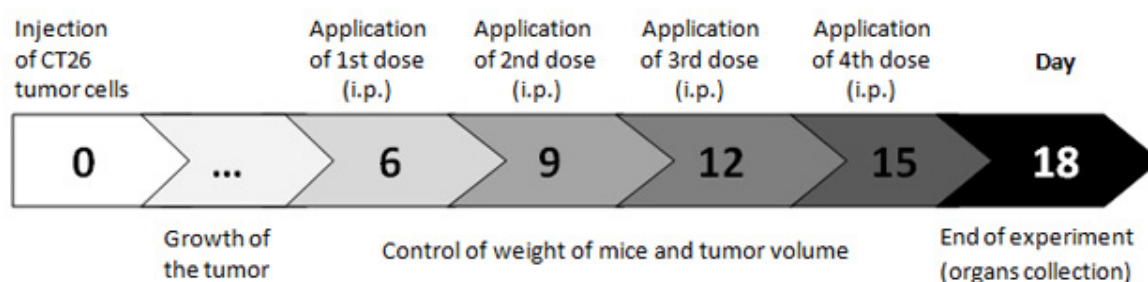 Injection
of CT26
tumor cells
Application
of 1st dose
(i.p.)
Application
of 2nd dose
(i.p.)
Application
of 3rd dose
(i.p.)
Application
of 4th dose
(i.p.)
Day
0
...
6
9
12
15
18
Growth of
the tumor
Control of weight of mice and tumor volume
End of experiment
(organs collection)